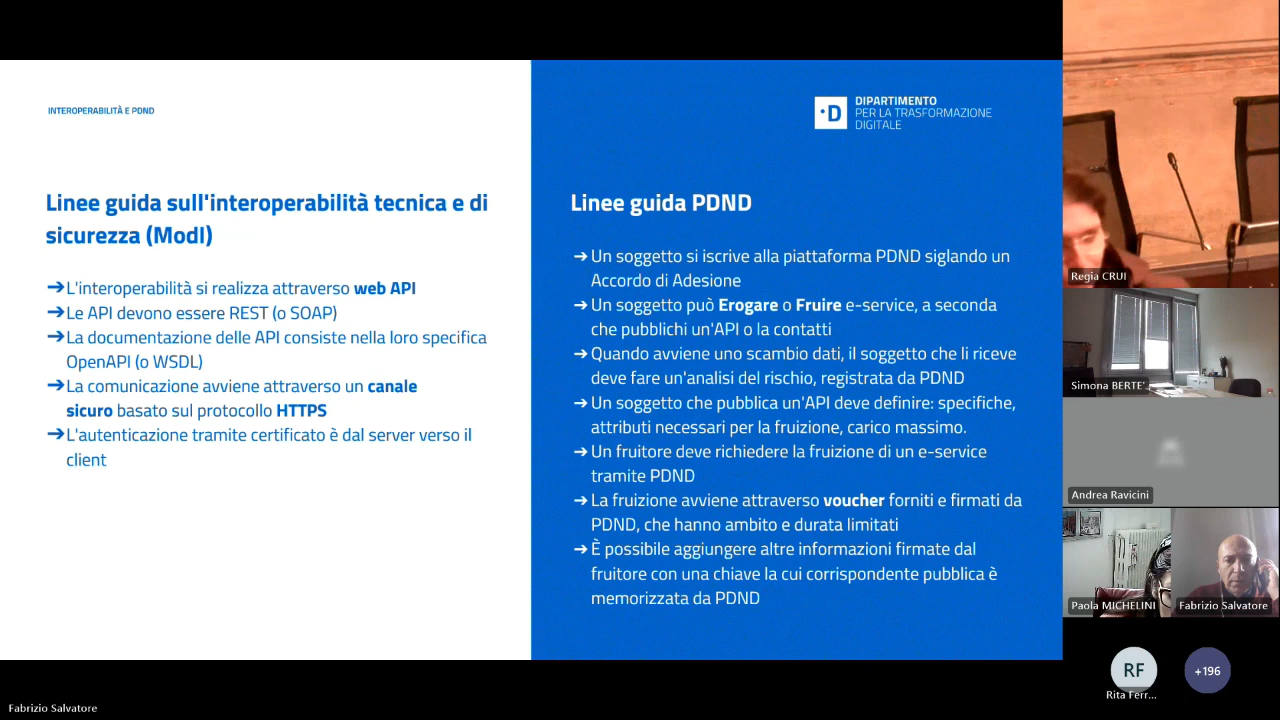 INTEROPERABILITÀ E PDND
Linee guida sull'interoperabilità tecnica e di
sicurezza (ModI)
➔L'interoperabilità si realizza attraverso web API
➔Le API devono essere REST (o SOAP)
➔La documentazione delle API consiste nella loro specifica
OpenAPI (o WSDL)
➔La comunicazione avviene attraverso un canale
sicuro basato sul protocollo HTTPS
➔L'autenticazione tramite certificato è dal server verso il
client
·D
DIPARTIMENTO
PER LA TRASFORMAZIONE
DIGITALE
Linee guida PDND
➔Un soggetto si iscrive alla piattaforma PDND siglando un
Accordo di Adesione
➔Un soggetto può Erogare o Fruire e-service, a seconda
che pubblichi un'API o la contatti
➔Quando avviene uno scambio dati, il soggetto che li riceve
deve fare un'analisi del rischio, registrata da PDND
➔Un soggetto che pubblica un'API deve definire: specifiche,
attributi necessari per la fruizione, carico massimo.
➔Un fruitore deve richiedere la fruizione di un e-service
tramite PDND
➔La fruizione avviene attraverso voucher forniti e firmati da
PDND, che hanno ambito e durata limitati
➔È possibile aggiungere altre informazioni firmate dal
fruitore con una chiave la cui corrispondente pubblica è
memorizzata da PDND
Regia CRUI
Simona BERTE'...
Andrea Ravicini
Paola MICHELINI
Fabrizio Salvatore
RF
Rita Ferr...
+196
Fabrizio Salvatore